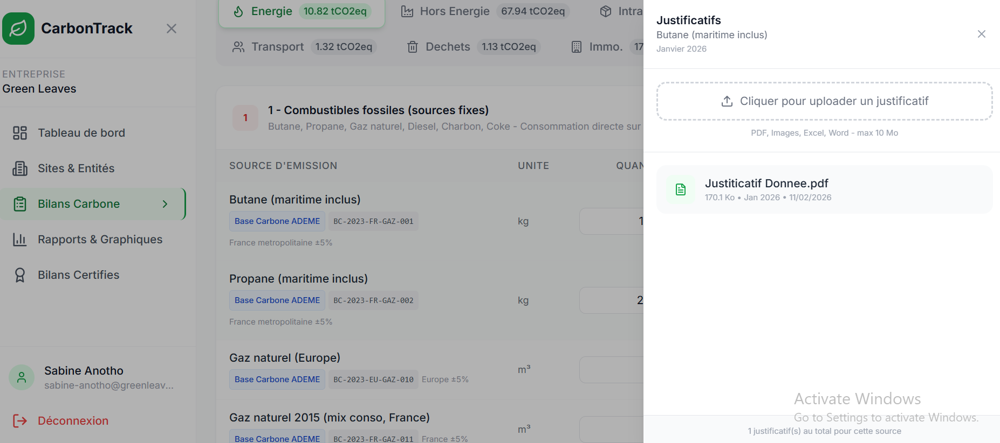 CarbonTrack
ENTREPRISE
Green Leaves
Tableau de bord
Sites & Entités
Bilans Carbone
Rapports & Graphiques
Bilans Certifies
Sabine Anotho
sabine-anotho@greenleav...
Déconnexion
Energie 10.82 tCO2eq Hors Energie 67.94 tCO2eq Intra
Transport 1.32 tCO2eq Dechets 1.13 tCO2eq Immo. 17
1
1 - Combustibles fossiles (sources fixes)
Butane, Propane, Gaz naturel, Diesel, Charbon, Coke - Consommation directe sur
SOURCE D'EMISSION UNITE QUAN
Butane (maritime inclus)
Base Carbone ADEME BC-2023-FR-GAZ-001 kg 1
France metropolitaine ±5%
Propane (maritime inclus)
Base Carbone ADEME BC-2023-FR-GAZ-002 kg 2
France metropolitaine ±5%
Gaz naturel (Europe)
Base Carbone ADEME BC-2023-EU-GAZ-010 Europe ±5% m³
Gaz naturel 2015 (mix conso, France)
Base Carbone ADEME BC-2023-FR-GAZ-011 France ±5% m³
Justificatifs
Butane (maritime inclus)
Janvier 2026
Cliquer pour uploader un justificatif
PDF, Images, Excel, Word - max 10 Mo
Justiticatif Donnee.pdf
170.1 Ko • Jan 2026 • 11/02/2026
Activate Windows
Go to Settings to activate Windows.
1 justificatif(s) au total pour cette source